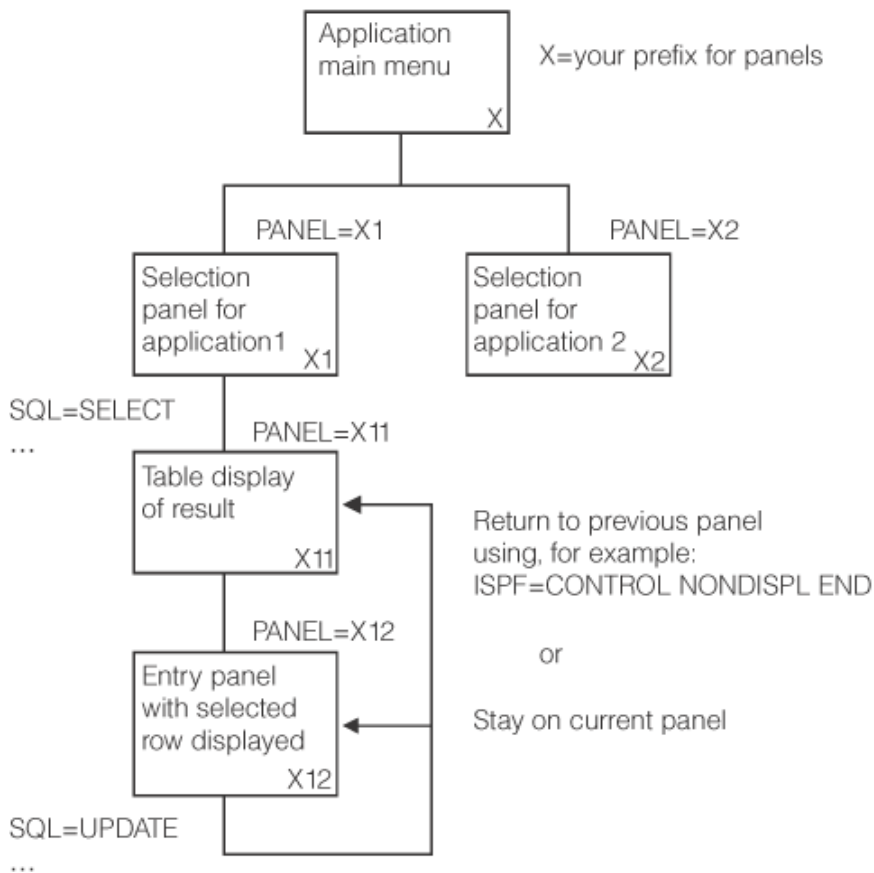 Application
main menu
X
X=your prefix for panels
PANEL=X1
PANEL=X2
Selection
panel for
application1
X1
Selection
panel for
application 2
X2
SQL=SELECT
...
PANEL=X11
Table display
of result
X11
Return to previous panel
using, for example:
ISPF=CONTROL NONDISPL END
or
Stay on current panel
PANEL=X12
Entry panel
with selected
row displayed
X12
SQL=UPDATE
...